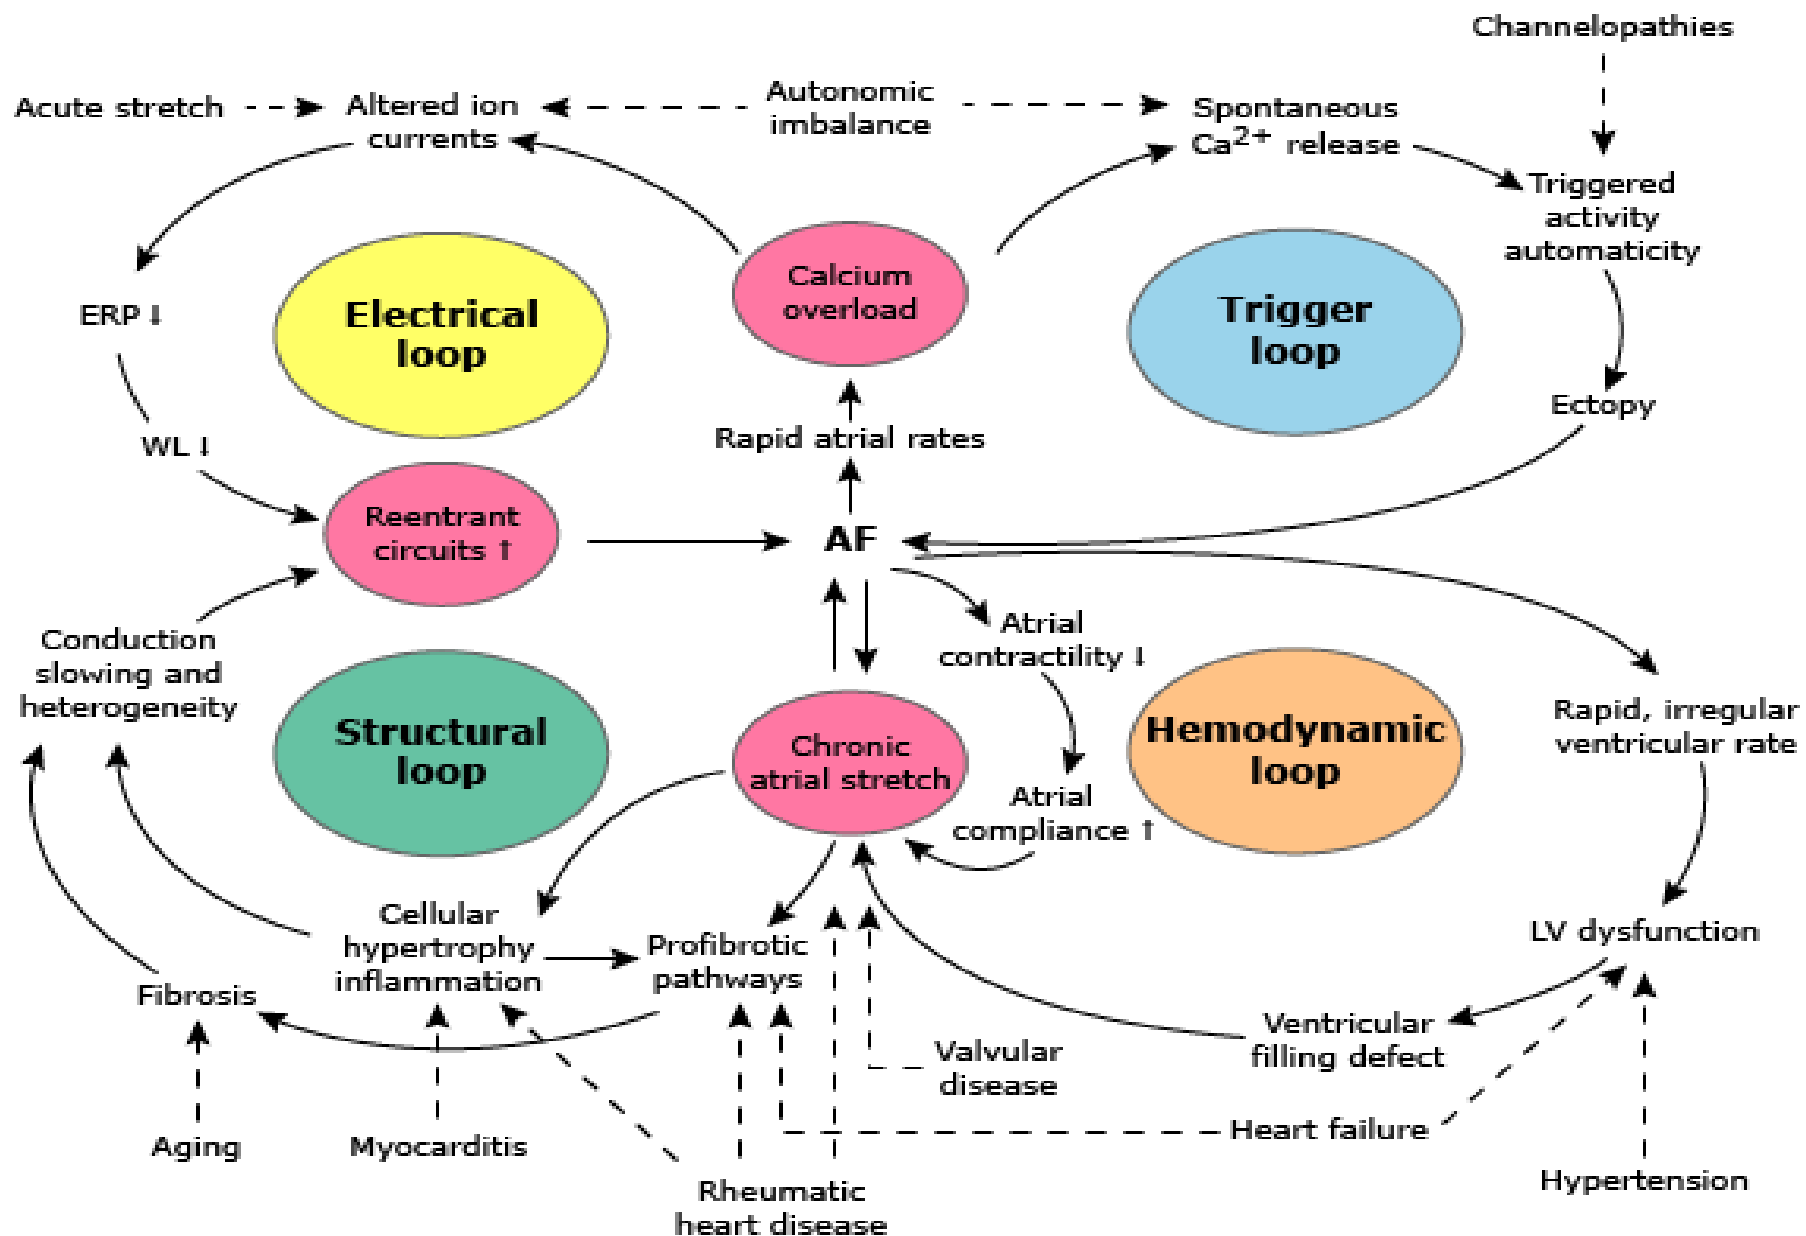 Channelopathies
Acute stretch
Altered ion
currents
Autonomic
imbalance
Spontaneous
Ca2+ release
Triggered
activity
automaticity
Calcium
overload
Electrical
loop
Trigger
loop
ERP ↓
Ectopy
Rapid atrial rates
WL ↓
Reentrant
circuits ↑
AF
Conduction
slowing and
heterogeneity
Atrial
contractility ↓
Structural
loop
Chronic
atrial stretch
Hemodynamic
loop
Rapid, irregular
ventricular rate
Atrial
compliance ↑
Cellular
hypertrophy
inflammation
Profibrotic
pathways
LV dysfunction
Fibrosis
Ventricular
filling defect
Valvular
disease
Aging
Myocarditis
Heart failure
Rheumatic
heart disease
Hypertension